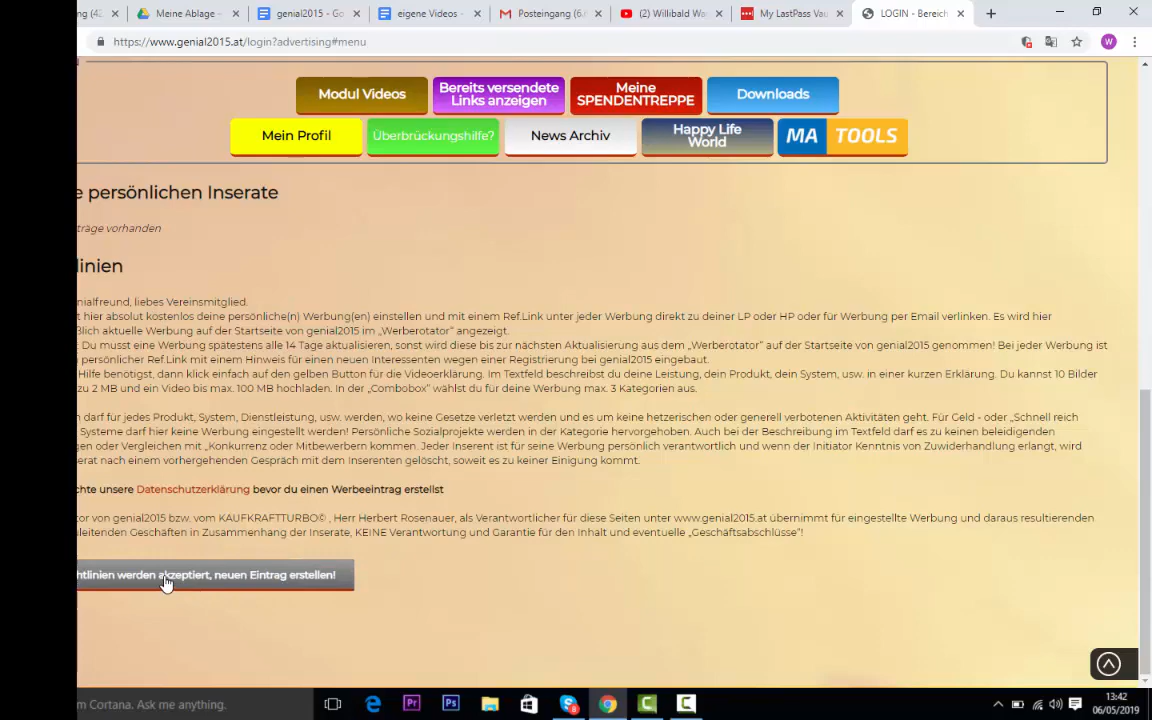 ng (42
Meine Ablage -
genial2015 - Go
eigene Videos -
Posteingang (6.
(2) Willibald Wa
My LastPass Vau
LOGIN - Bereich
https://www.genial2015.at/login?advertising#menu
W
Modul Videos
Bereits versendete
Links anzeigen
Meine
SPENDENTREPPE
Downloads
Mein Profil
Überbrückungshilfe?
News Archiv
Happy Life
World
MA TOOLS
e persönlichen Inserate
träge vorhanden
linien
nialfreund, liebes Vereinsmitglied.
t hier absolut kostenlos deine persönliche(n) Werbung(en) einstellen und mit einem Ref.Link unter jeder Werbung direkt zu deiner LP oder HP oder für Werbung per Email verlinken. Es wird hier
ßlich aktuelle Werbung auf der Startseite von genial2015 im „Werberotator“ angezeigt.
: Du musst eine Werbung spätestens alle 14 Tage aktualisieren, sonst wird diese bis zur nächsten Aktualisierung aus dem „Werberotator“ auf der Startseite von genial2015 genommen! Bei jeder Werbung ist
persönlicher Ref.Link mit einem Hinweis für einen neuen Interessenten wegen einer Registrierung bei genial2015 eingebaut.
Hilfe benötigst, dann klick einfach auf den gelben Button für die Videoerklärung. Im Textfeld beschreibst du deine Leistung, dein Produkt, dein System, usw. in einer kurzen Erklärung. Du kannst 10 Bilder
zu 2 MB und ein Video bis max. 100 MB hochladen. In der „Combobox“ wählst du für deine Werbung max. 3 Kategorien aus.
n darf für jedes Produkt, System, Dienstleistung, usw. werden, wo keine Gesetze verletzt werden und es um keine hetzerischen oder generell verbotenen Aktivitäten geht. Für Geld - oder „Schnell reich
Systeme darf hier keine Werbung eingestellt werden! Persönliche Sozialprojekte werden in der Kategorie hervorgehoben. Auch bei der Beschreibung im Textfeld darf es zu keinen beleidigenden
gen oder Vergleichen mit „Konkurrenz oder Mitbewerbern kommen. Jeder Inserent ist für seine Werbung persönlich verantwortlich und wenn der Initiator Kenntnis von Zuwiderhandlung erlangt, wird
erat nach einem vorhergehenden Gespräch mit dem Inserenten gelöscht, soweit es zu keiner Einigung kommt.
chte unsere Datenschutzerklärung bevor du einen Werbeeintrag erstellst
tor von genial2015 bzw. vom KAUFKRAFTTURBO© , Herr Herbert Rosenauer, als Verantwortlicher für diese Seiten unter www.genial2015.at übernimmt für eingestellte Werbung und daraus resultierenden
uleitenden Geschäften in Zusammenhang der Inserate, KEINE Verantwortung und Garantie für den Inhalt und eventuelle „Geschäftsabschlüsse“!
htlinien werden akzeptiert, neuen Eintrag erstellen!
m Cortana. Ask me anything.
13:42
06/05/2019